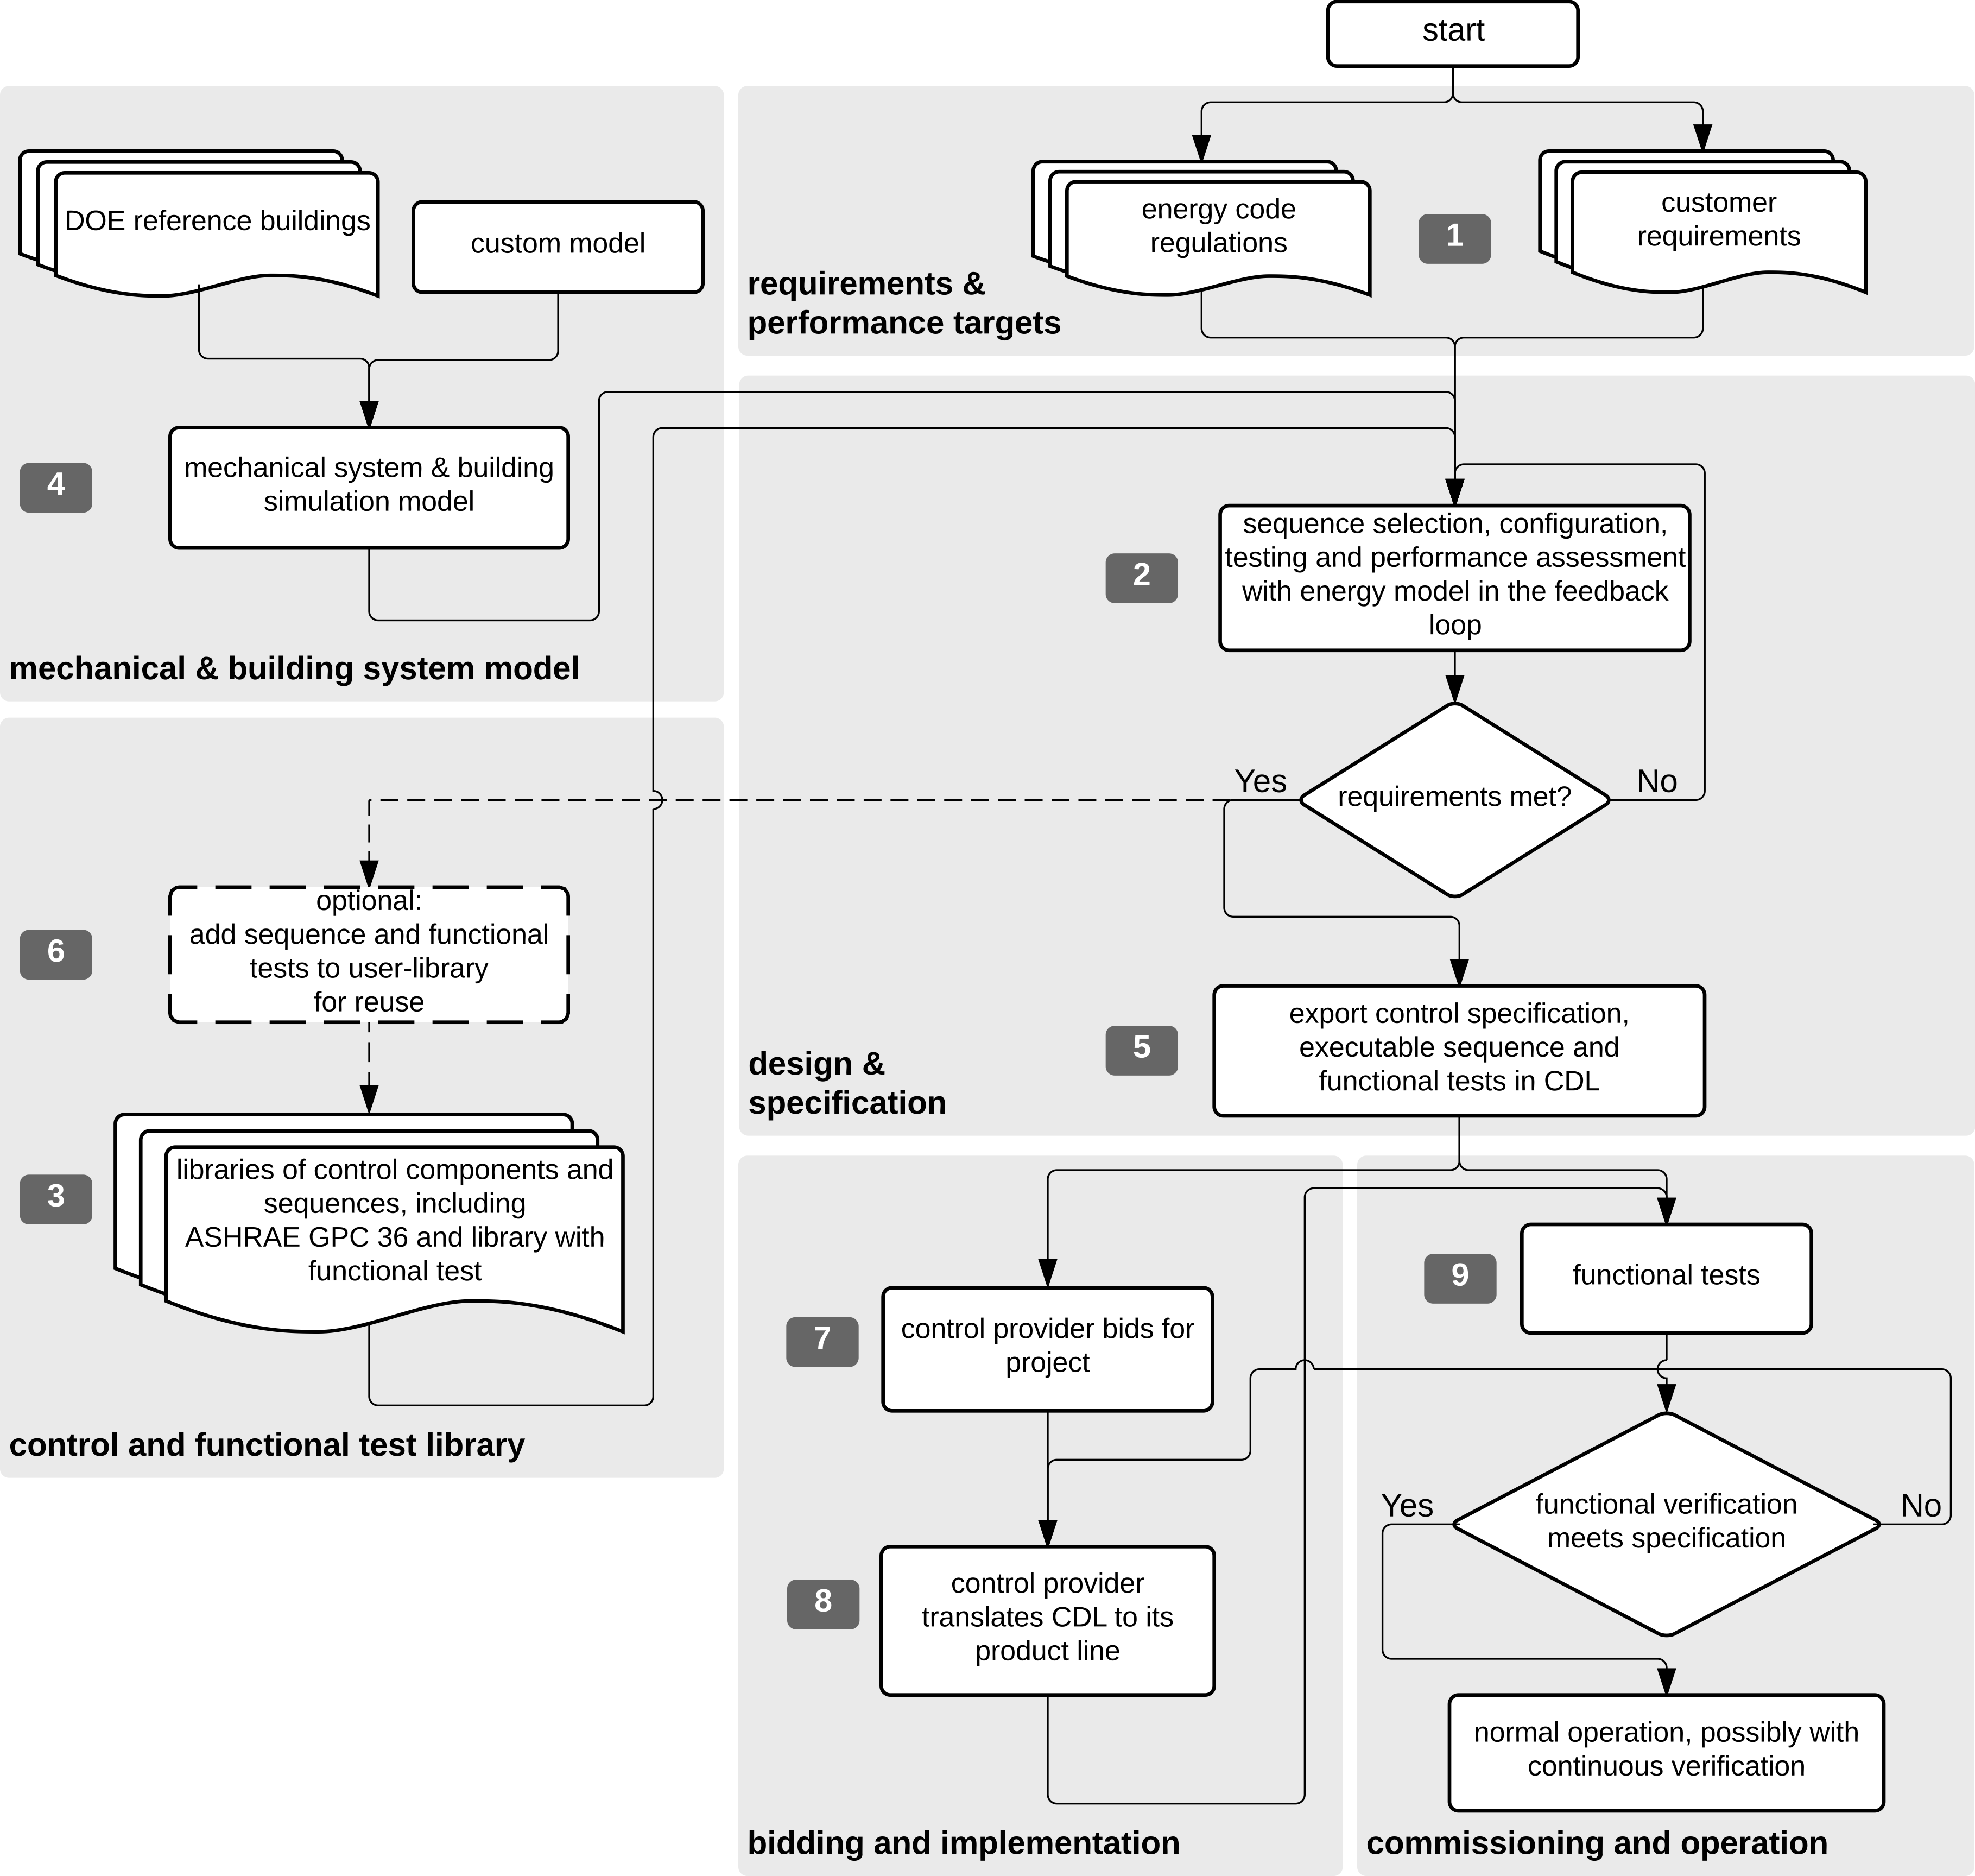 start
DOE reference buildings
custom model
energy code
regulations
1
customer
requirements
requirements &
performance targets
4
mechanical system & building
simulation model
mechanical & building system model
2
sequence selection, configuration,
testing and performance assessment
with energy model in the feedback
loop
Yes
requirements met?
No
6
optional:
add sequence and functional
tests to user-library
for reuse
5
export control specification,
executable sequence and
functional tests in CDL
design &
specification
3
libraries of control components and
sequences, including
ASHRAE GPC 36 and library with
functional test
control and functional test library
7
control provider bids for
project
9
functional tests
8
control provider
translates CDL to its
product line
Yes
functional verification
meets specification
No
normal operation, possibly with
continuous verification
bidding and implementation
commissioning and operation